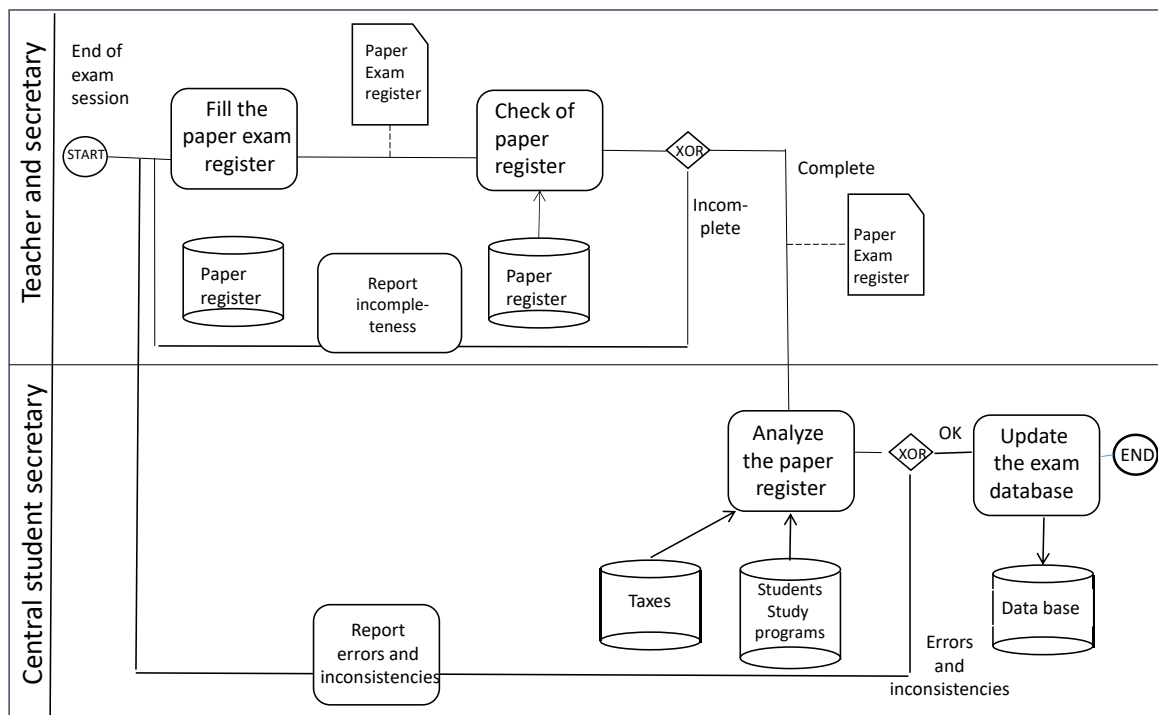 Teacher and secretary
End of
exam
session
START
Fill the
paper exam
register
Paper
Exam
register
Check of
paper
register
XOR
Complete
Incom-
plete
Paper
Exam
register
Paper
register
Report
incomple-
teness
Paper
register
Central student secretary
Analyze
the paper
register
XOR
OK
Update
the exam
database
END
Taxes
Students
Study
programs
Data base
Report
errors and
inconsistencies
Errors
and
inconsistencies